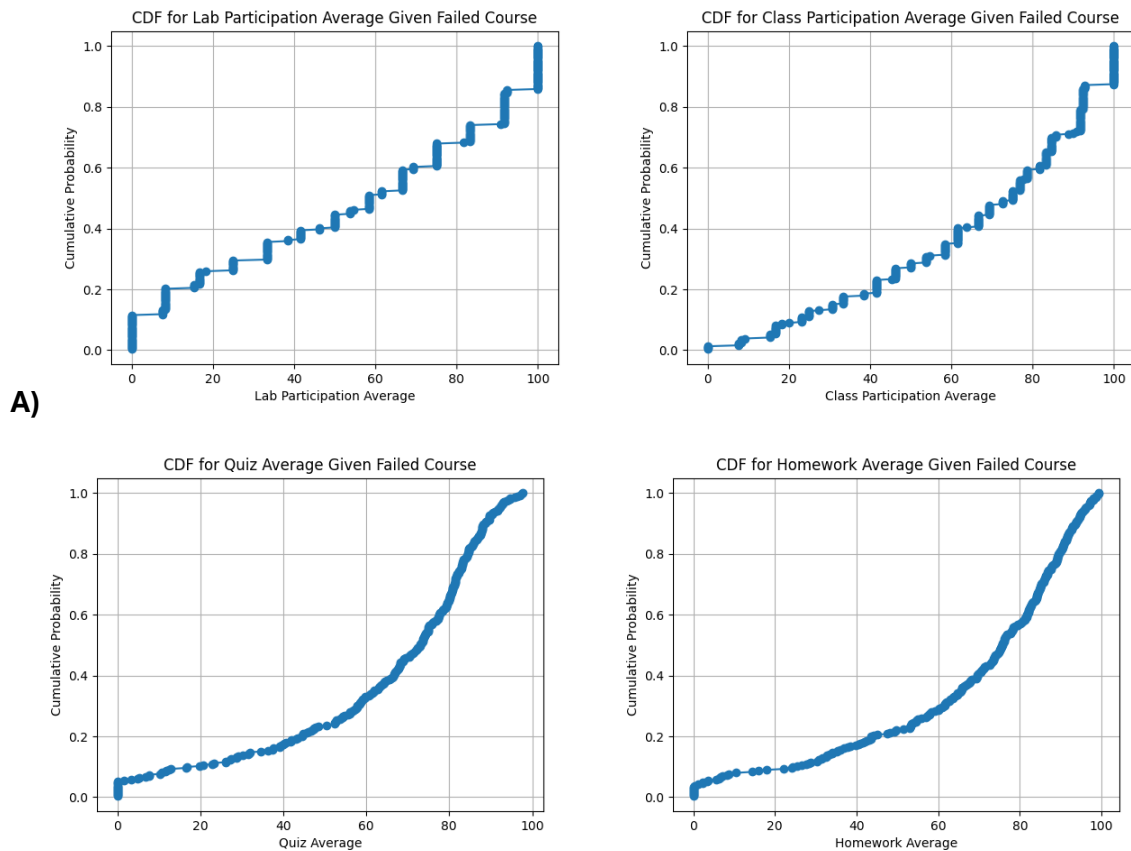 CDF for Lab Participation Average Given Failed Course
1.0
0.8
0.6
0.4
0.2
0.0
Cumulative Probability
0 20 40 60 80 100
Lab Participation Average
CDF for Class Participation Average Given Failed Course
1.0
0.8
0.6
0.4
0.2
0.0
Cumulative Probability
0 20 40 60 80 100
Class Participation Average
A)
CDF for Quiz Average Given Failed Course
1.0
0.8
0.6
0.4
0.2
0.0
Cumulative Probability
0 20 40 60 80 100
Quiz Average
CDF for Homework Average Given Failed Course
1.0
0.8
0.6
0.4
0.2
0.0
Cumulative Probability
0 20 40 60 80 100
Homework Average